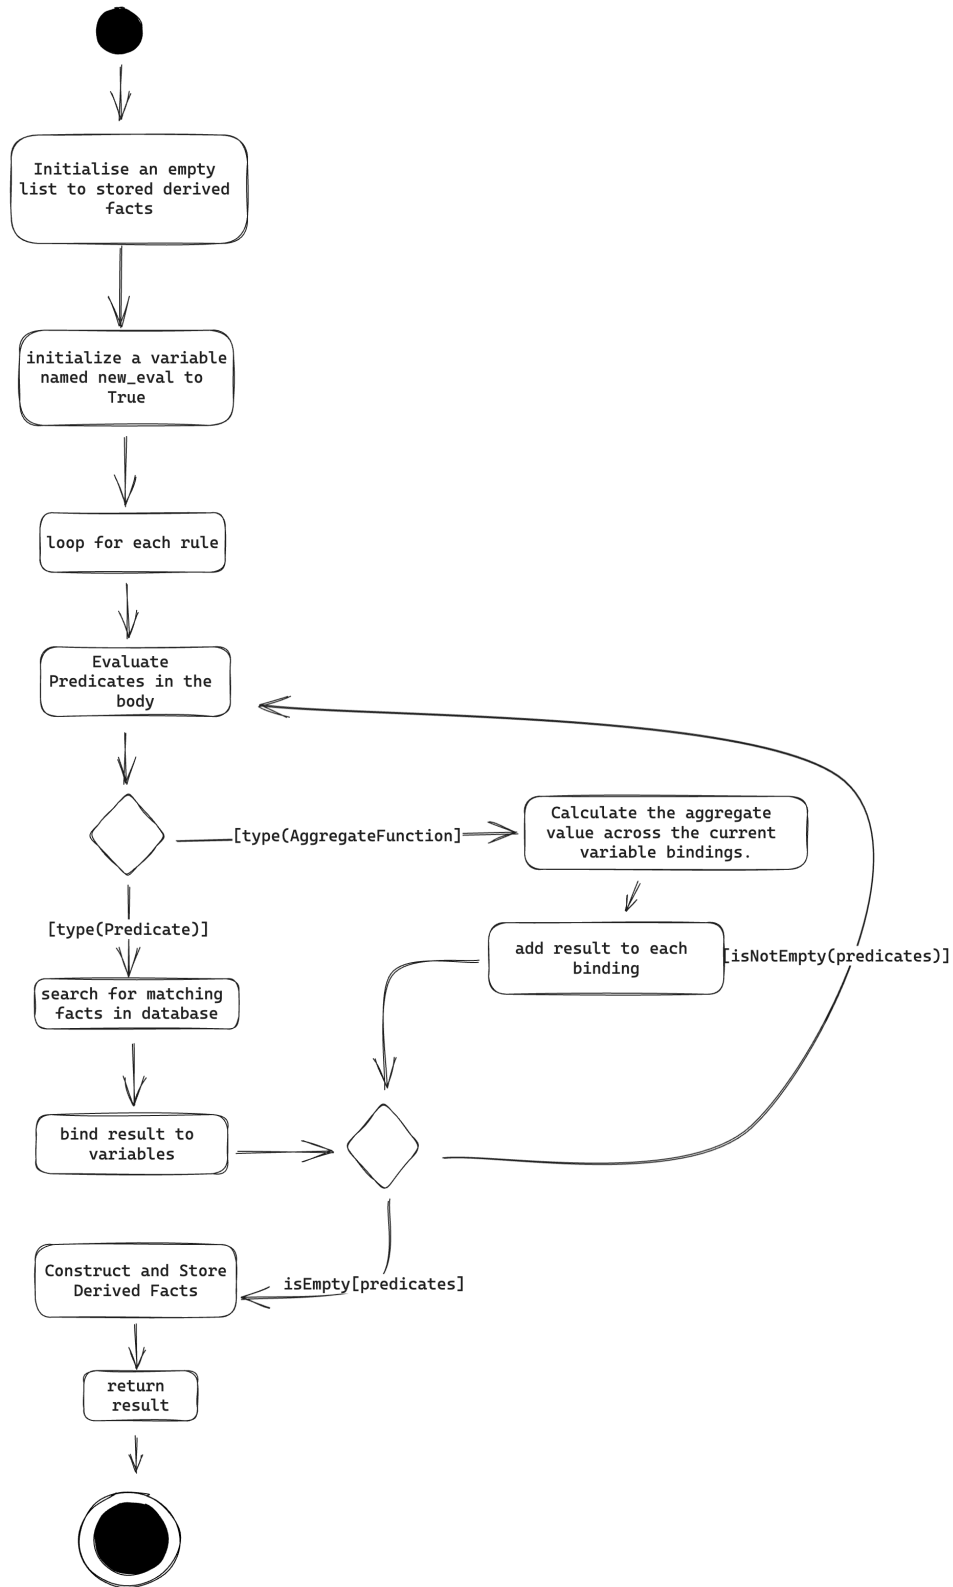 Initialise an empty
list to stored derived
facts
initialize a variable
named new_eval to
True
loop for each rule
Evaluate
Predicates in the
body
[type(AggregateFunction]
Calculate the aggregate
value across the current
variable bindings.
[type(Predicate)]
add result to each
binding
[isNotEmpty(predicates)]
search for matching
facts in database
bind result to
variables
isEmpty[predicates]
Construct and Store
Derived Facts
return
result